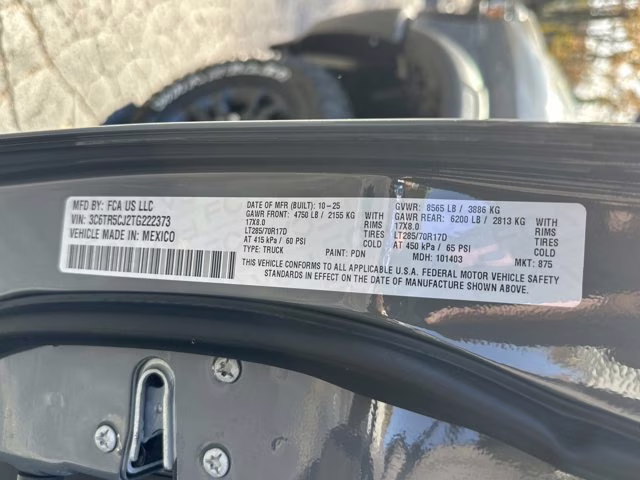 MFD BY: FCA US LLC
VIN: 3C6TR5CJ2TG222373
VEHICLE MADE IN: MEXICO
DATE OF MFR (BUILT): 10-25
GAWR FRONT: 4750 LB / 2155 KG WITH
17X8.0 RIMS
LT285/70R17D TIRES
AT 415 kPa / 60 PSI COLD
TYPE: TRUCK PAINT: PDN
GVWR: 8565 LB / 3886 KG
GAWR REAR: 6200 LB / 2813 KG WITH
17X8.0 RIMS
LT285/70R17D TIRES
AT 450 kPa / 65 PSI COLD
MDH: 101403 MKT: 875
THIS VEHICLE CONFORMS TO ALL APPLICABLE U.S.A. FEDERAL MOTOR VEHICLE SAFETY
STANDARDS IN EFFECT ON THE DATE OF MANUFACTURE SHOWN ABOVE.